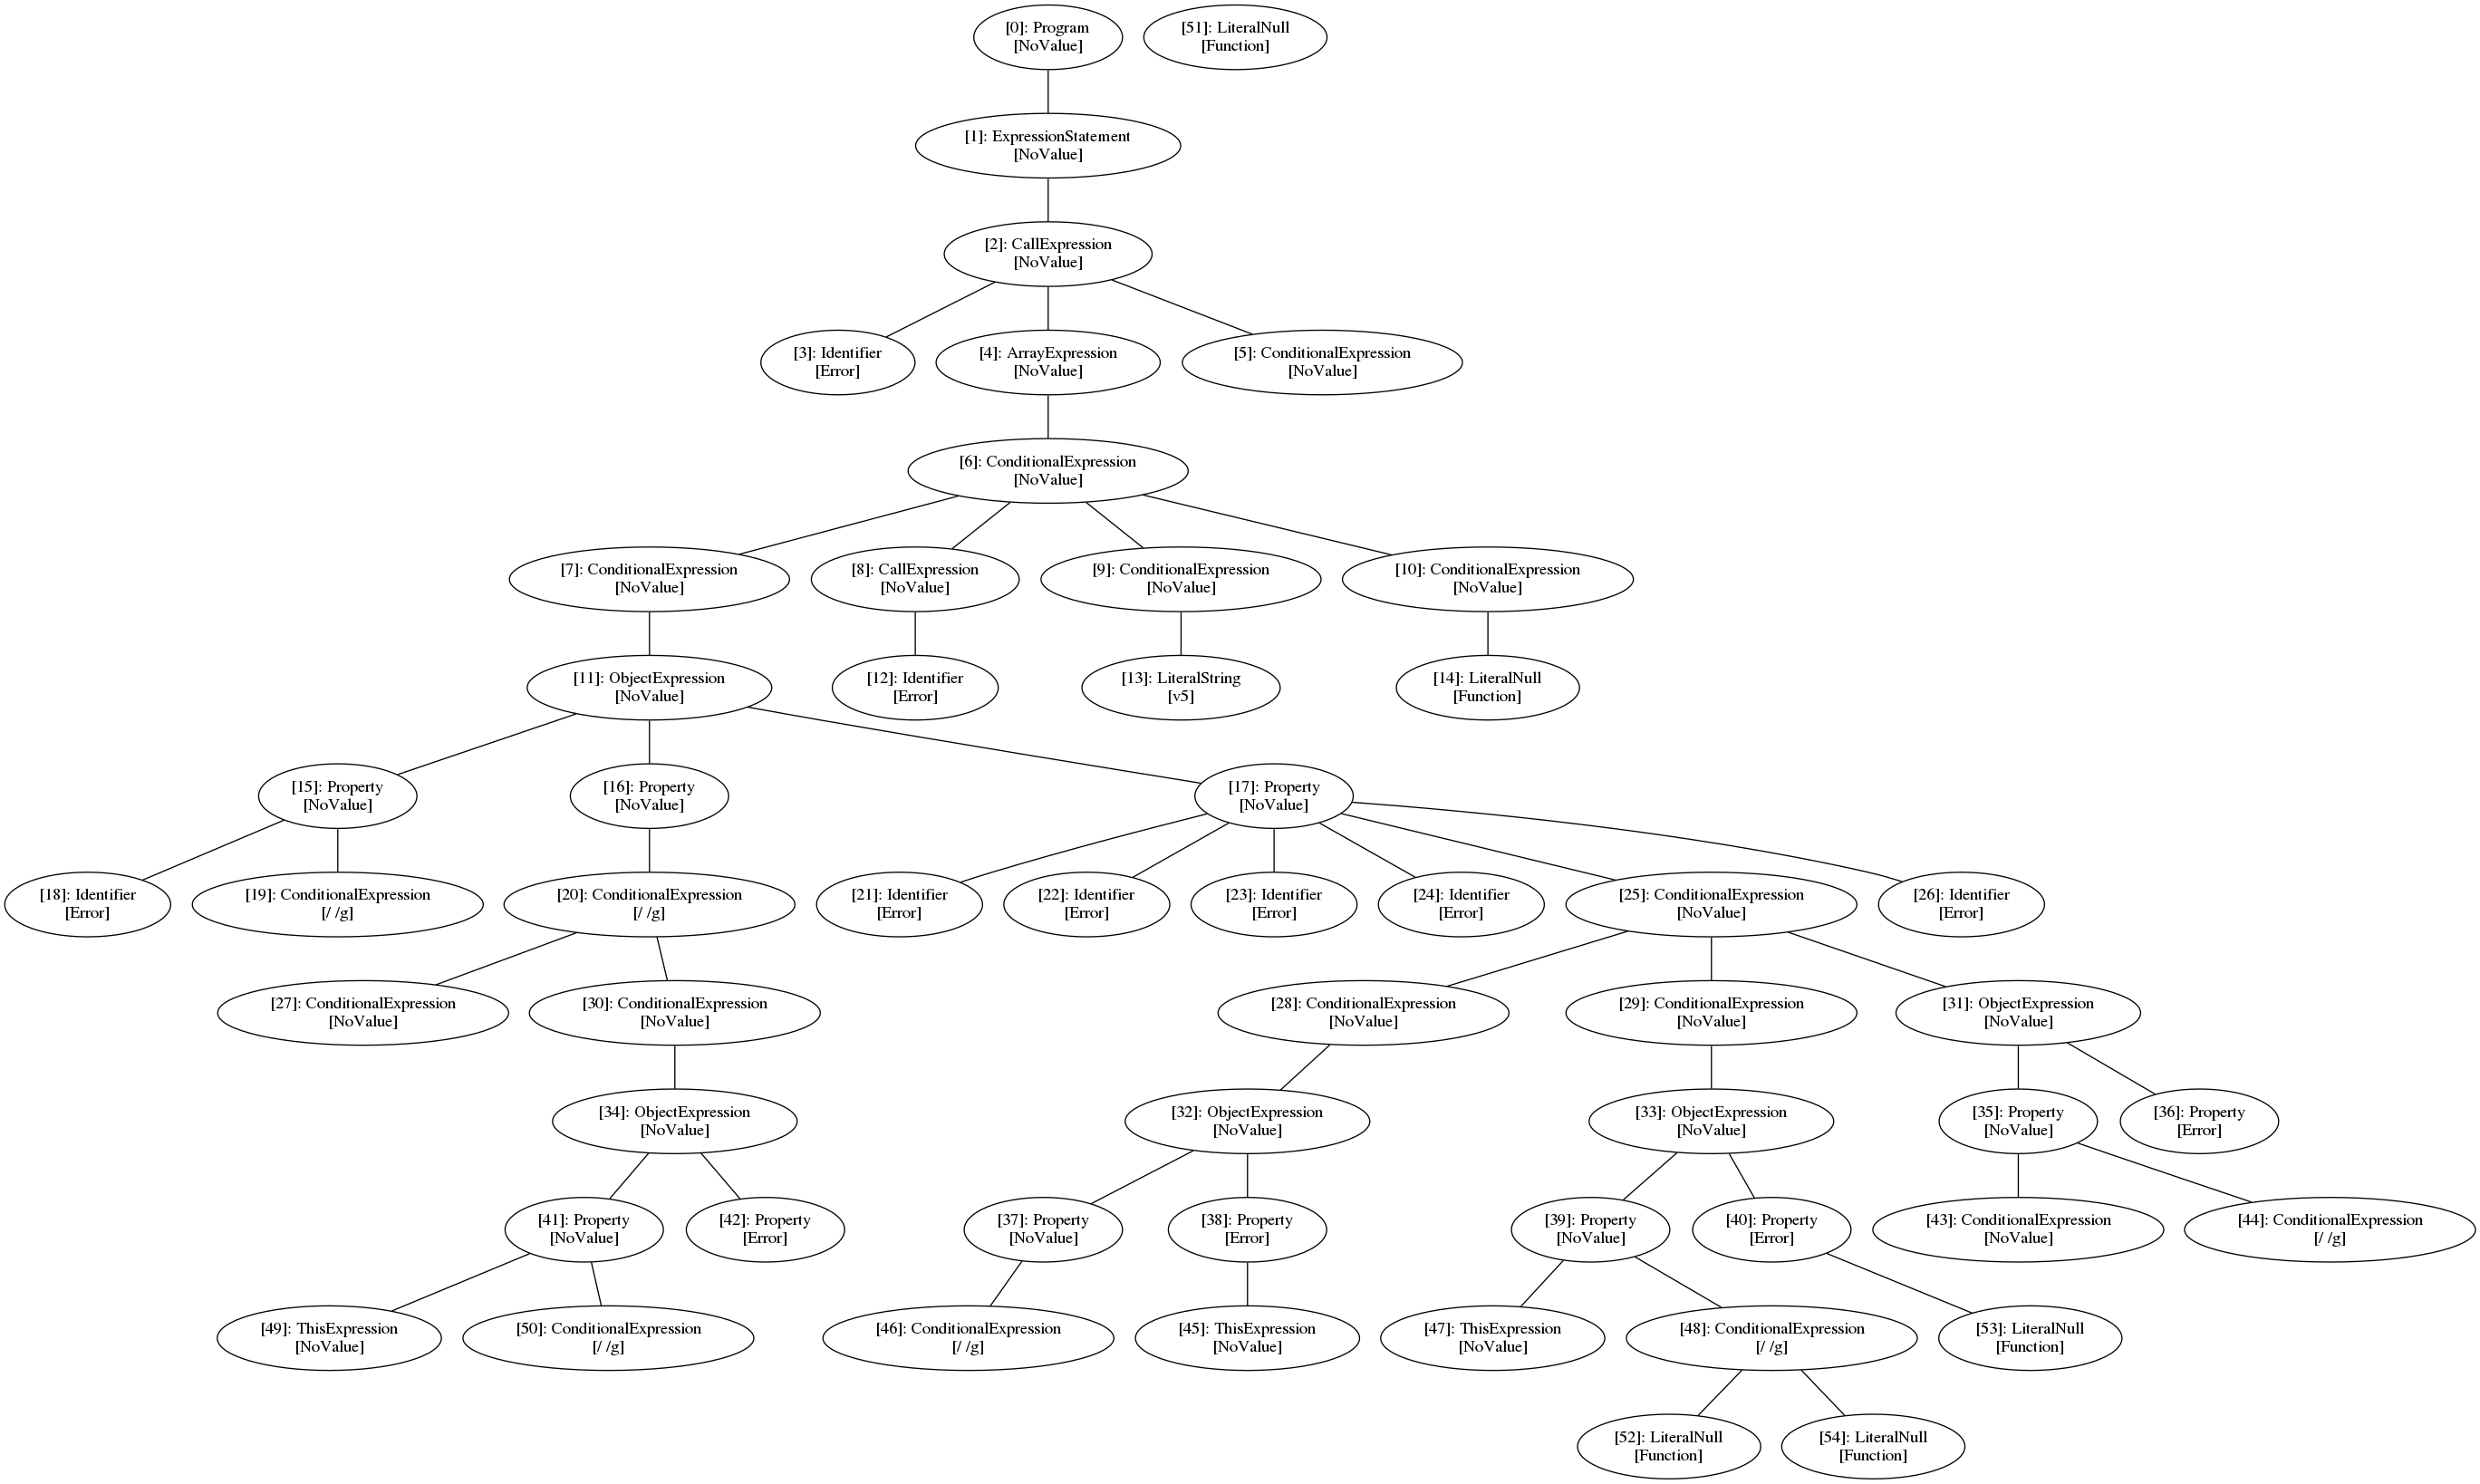 [0]: Program
[NoValue]
[51]: LiteralNull
[Function]
[1]: ExpressionStatement
[NoValue]
[2]: CallExpression
[NoValue]
[3]: Identifier
[Error]
[4]: ArrayExpression
[NoValue]
[5]: ConditionalExpression
[NoValue]
[6]: ConditionalExpression
[NoValue]
[7]: ConditionalExpression
[NoValue]
[8]: CallExpression
[NoValue]
[9]: ConditionalExpression
[NoValue]
[10]: ConditionalExpression
[NoValue]
[11]: ObjectExpression
[NoValue]
[12]: Identifier
[Error]
[13]: LiteralString
[v5]
[14]: LiteralNull
[Function]
[15]: Property
[NoValue]
[16]: Property
[NoValue]
[17]: Property
[NoValue]
[18]: Identifier
[Error]
[19]: ConditionalExpression
[/ /g]
[20]: ConditionalExpression
[/ /g]
[21]: Identifier
[Error]
[22]: Identifier
[Error]
[23]: Identifier
[Error]
[24]: Identifier
[Error]
[25]: ConditionalExpression
[NoValue]
[26]: Identifier
[Error]
[27]: ConditionalExpression
[NoValue]
[30]: ConditionalExpression
[NoValue]
[28]: ConditionalExpression
[NoValue]
[29]: ConditionalExpression
[NoValue]
[31]: ObjectExpression
[NoValue]
[34]: ObjectExpression
[NoValue]
[32]: ObjectExpression
[NoValue]
[33]: ObjectExpression
[NoValue]
[35]: Property
[NoValue]
[36]: Property
[Error]
[41]: Property
[NoValue]
[42]: Property
[Error]
[37]: Property
[NoValue]
[38]: Property
[Error]
[39]: Property
[NoValue]
[40]: Property
[Error]
[43]: ConditionalExpression
[NoValue]
[44]: ConditionalExpression
[/ /g]
[49]: ThisExpression
[NoValue]
[50]: ConditionalExpression
[/ /g]
[46]: ConditionalExpression
[/ /g]
[45]: ThisExpression
[NoValue]
[47]: ThisExpression
[NoValue]
[48]: ConditionalExpression
[/ /g]
[53]: LiteralNull
[Function]
[52]: LiteralNull
[Function]
[54]: LiteralNull
[Function]